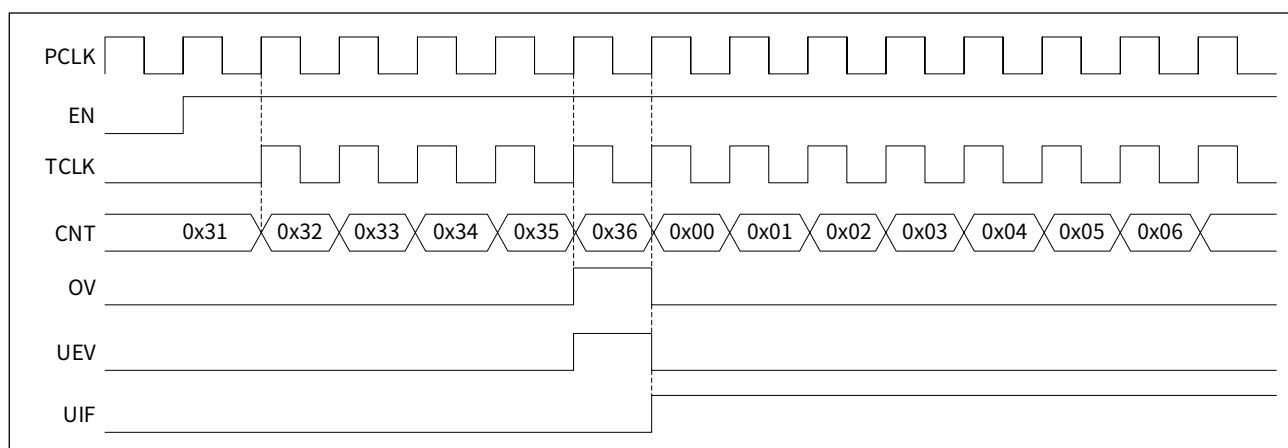 PCLK
EN
TCLK
CNT 0x31 0x32 0x33 0x34 0x35 0x36 0x00 0x01 0x02 0x03 0x04 0x05 0x06
OV
UEV
UIF